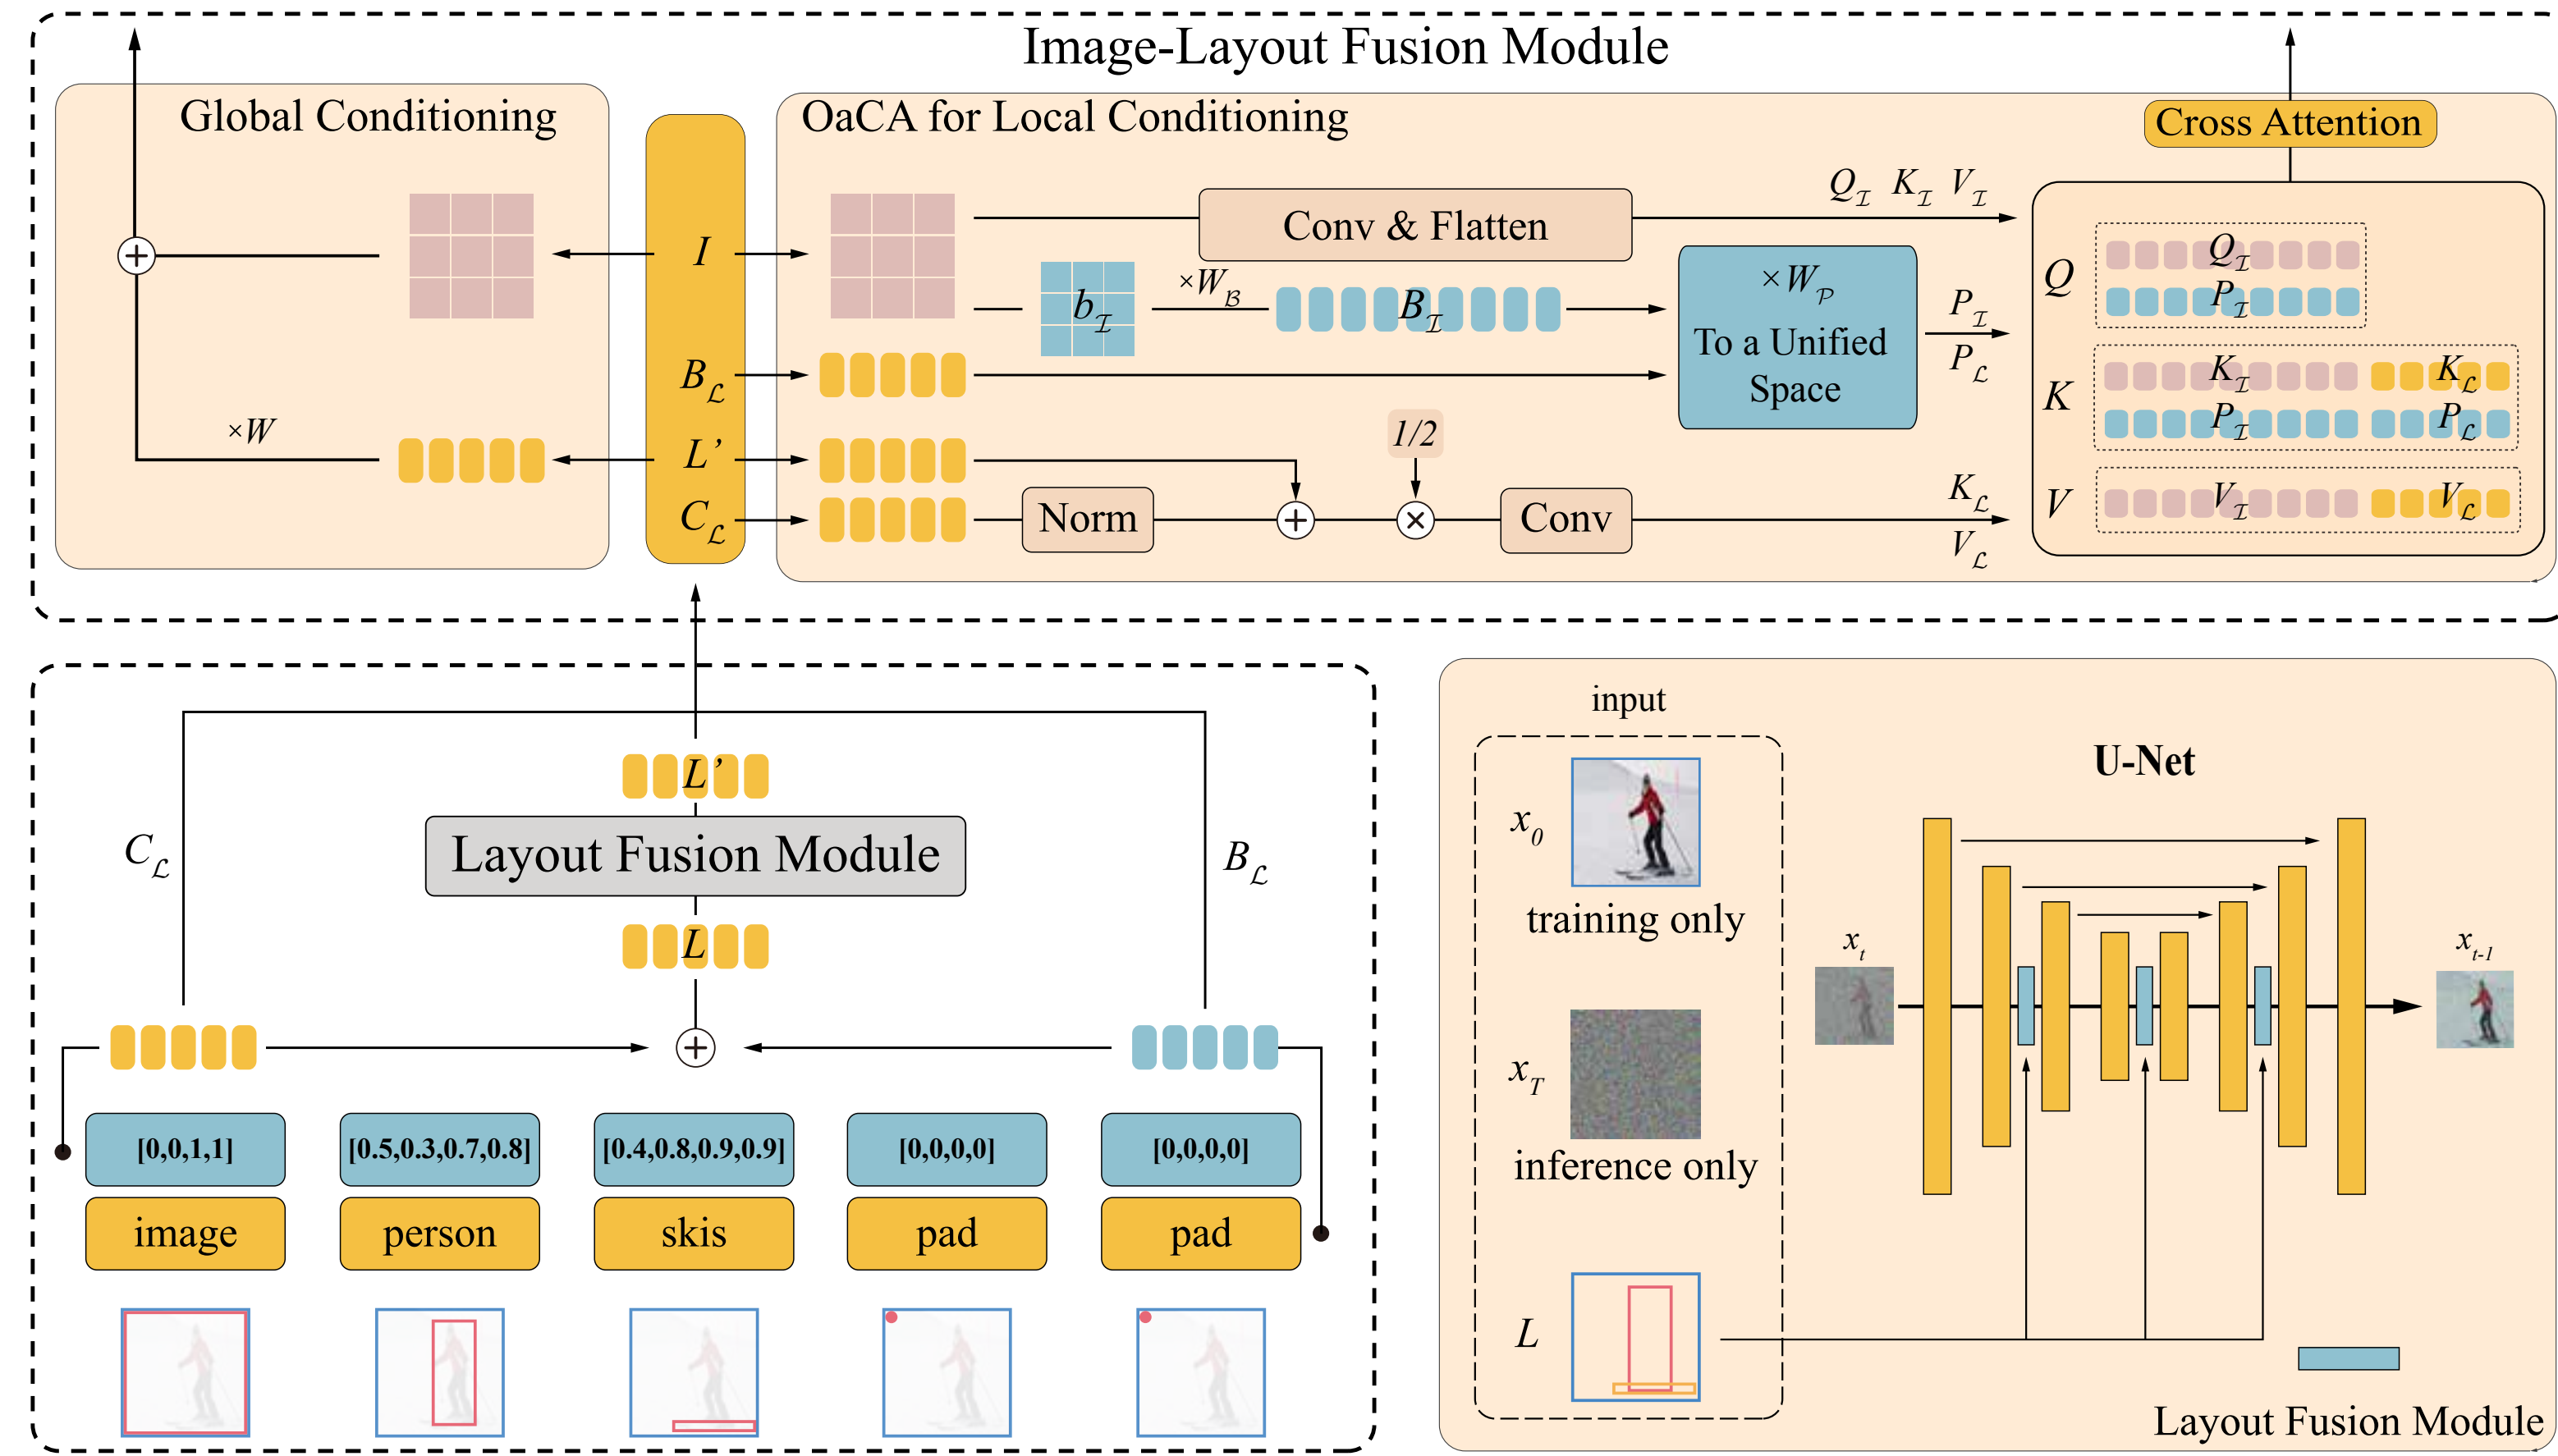 Image-Layout Fusion Module
Global Conditioning
OaCA for Local Conditioning
Cross Attention
I
B𝓛
L’
C𝓛
×W
Conv & Flatten
Qℐ Kℐ Vℐ
bℐ
×W𝓑
Bℐ
×W𝒫
To a Unified
Space
Pℐ
P𝓛
1/2
Norm
Conv
K𝓛
V𝓛
Q
Qℐ
Pℐ
K
Kℐ K𝓛
Pℐ P𝓛
V
Vℐ V𝓛
L’
Layout Fusion Module
L
C𝓛
B𝓛
[0,0,1,1]
[0.5,0.3,0.7,0.8]
[0.4,0.8,0.9,0.9]
[0,0,0,0]
[0,0,0,0]
image
person
skis
pad
pad
input
x0
training only
xT
inference only
L
U-Net
xt
xt-1
Layout Fusion Module